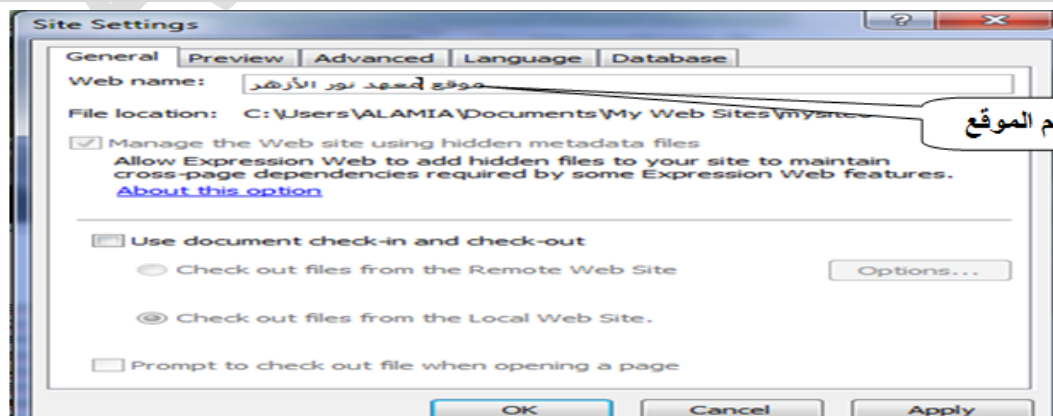 Site Settings
General Preview Advanced Language Database
Web name: موقع معهد نور الأزهر
File location: C:\Users\ALAMIA\Documents\My Web Sites
م الموقع
Manage the Web site using hidden metadata files
Allow Expression Web to add hidden files to your site to maintain
cross-page dependencies required by some Expression Web features.
About this option
Use document check-in and check-out
Check out files from the Remote Web Site Options...
Check out files from the Local Web Site.
Prompt to check out file when opening a page
OK Cancel Apply